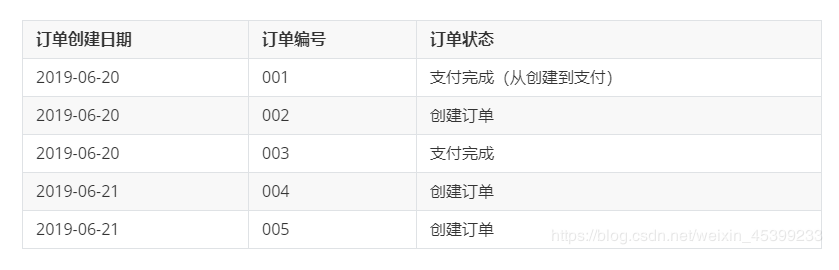 订单创建日期 订单编号 订单状态
2019-06-20 001 支付完成（从创建到支付）
2019-06-20 002 创建订单
2019-06-20 003 支付完成
2019-06-21 004 创建订单
2019-06-21 005 创建订单
https://blog.csdn.net/weixin_45399233